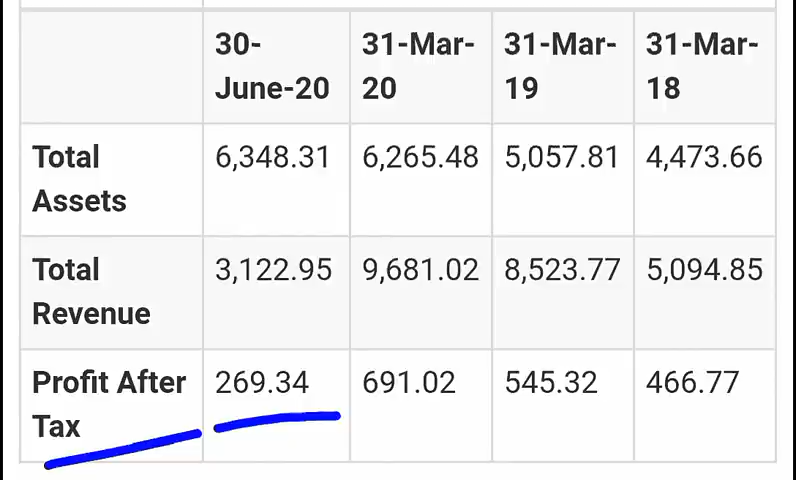 30-
June-20
31-Mar-
20
31-Mar-
19
31-Mar-
18
Total
Assets
6,348.31
6,265.48
5,057.81
4,473.66
Total
Revenue
3,122.95
9,681.02
8,523.77
5,094.85
Profit After
Tax
269.34
691.02
545.32
466.77